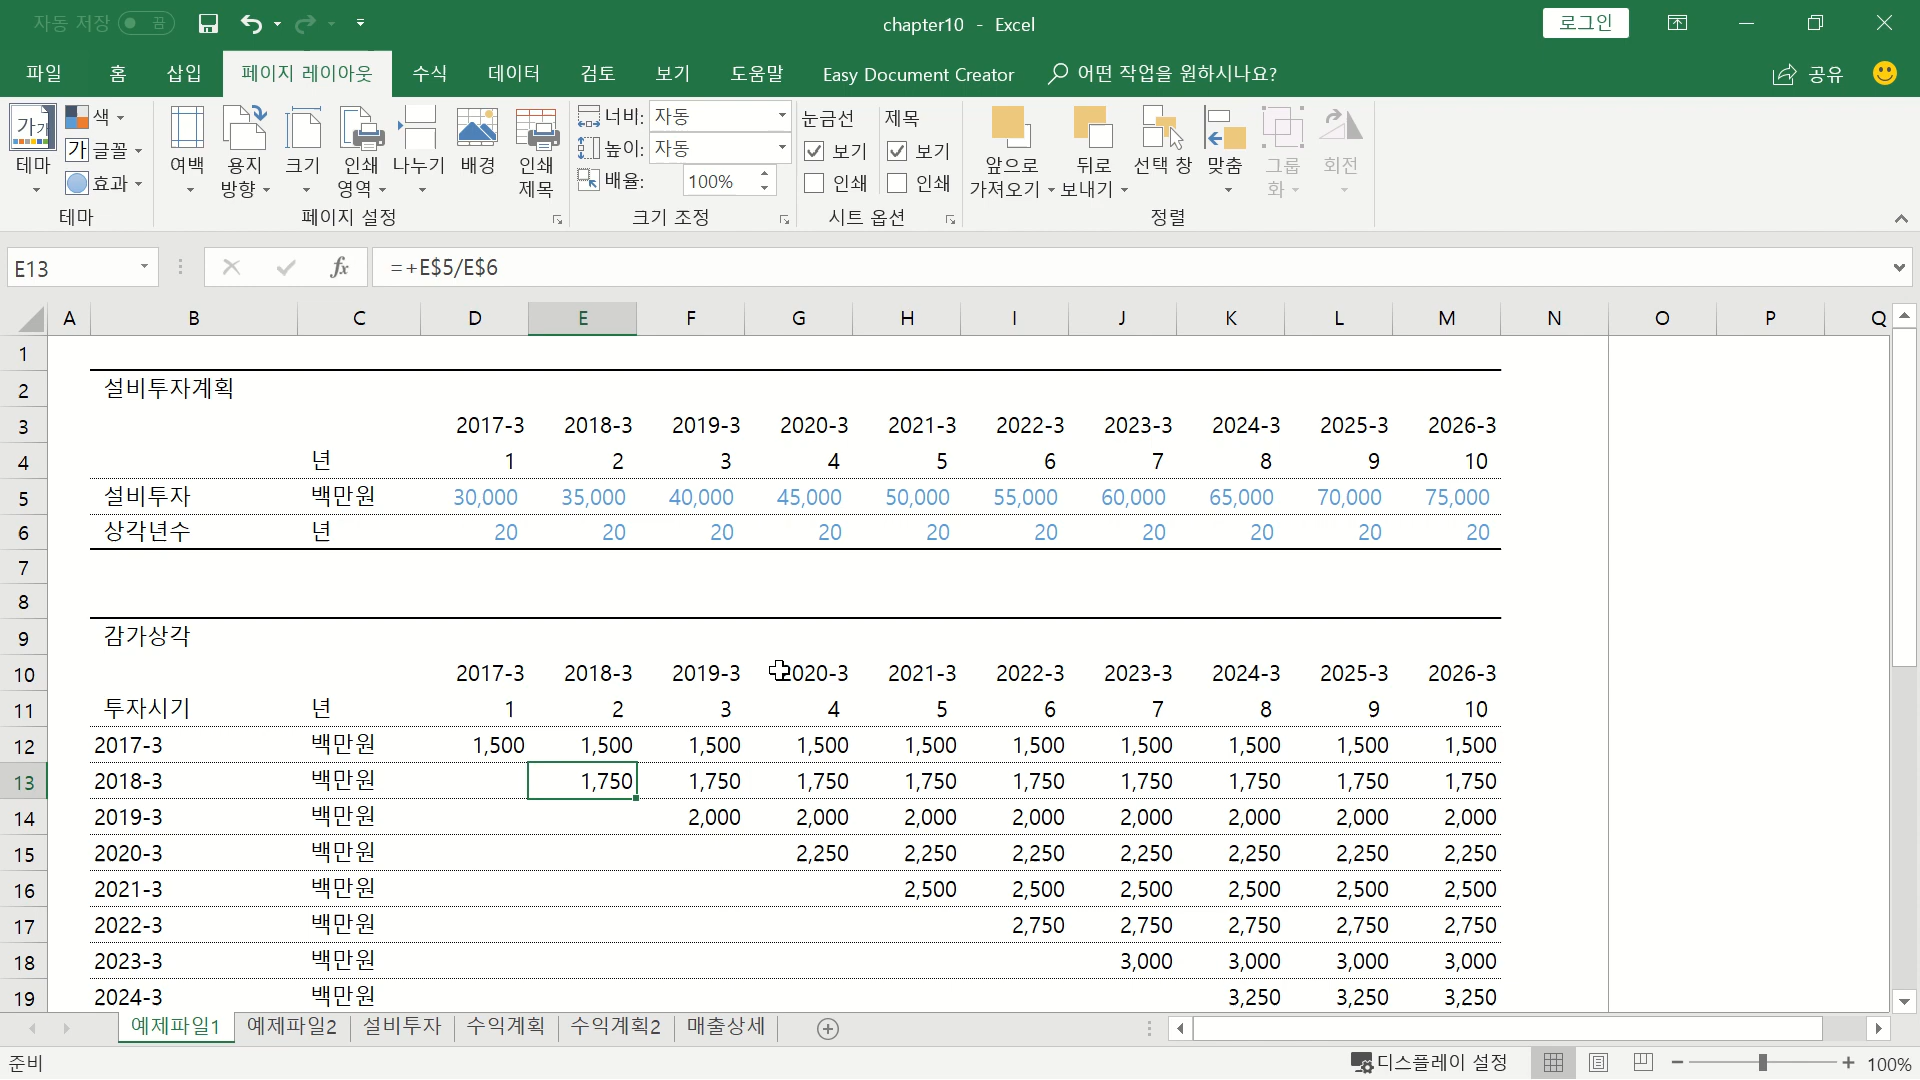 자동 저장 끔
chapter10 - Excel
로그인
파일 홈 삽입 페이지 레이아웃 수식 데이터 검토 보기 도움말 Easy Document Creator 어떤 작업을 원하시나요? 공유
가가 테마
색
가 글꼴
효과
테마
여백 용지 방향 크기 인쇄 영역 나누기 배경 인쇄 제목
페이지 설정
너비: 자동
높이: 자동
배율: 100%
크기 조정
눈금선 제목
보기 보기
인쇄 인쇄
시트 옵션
앞으로 가져오기 뒤로 보내기 선택 창 맞춤 그룹화 회전
정렬
E13 fx =+E$5/E$6
A B C D E F G H I J K L M N O P Q
1
2 설비투자계획
3 2017-3 2018-3 2019-3 2020-3 2021-3 2022-3 2023-3 2024-3 2025-3 2026-3
4 년 1 2 3 4 5 6 7 8 9 10
5 설비투자 백만원 30,000 35,000 40,000 45,000 50,000 55,000 60,000 65,000 70,000 75,000
6 상각년수 년 20 20 20 20 20 20 20 20 20 20
7
8
9 감가상각
10 2017-3 2018-3 2019-3 2020-3 2021-3 2022-3 2023-3 2024-3 2025-3 2026-3
11 투자시기 년 1 2 3 4 5 6 7 8 9 10
12 2017-3 백만원 1,500 1,500 1,500 1,500 1,500 1,500 1,500 1,500 1,500 1,500
13 2018-3 백만원 1,750 1,750 1,750 1,750 1,750 1,750 1,750 1,750 1,750
14 2019-3 백만원 2,000 2,000 2,000 2,000 2,000 2,000 2,000 2,000
15 2020-3 백만원 2,250 2,250 2,250 2,250 2,250 2,250 2,250
16 2021-3 백만원 2,500 2,500 2,500 2,500 2,500 2,500
17 2022-3 백만원 2,750 2,750 2,750 2,750 2,750
18 2023-3 백만원 3,000 3,000 3,000 3,000
19 2024-3 백만원 3,250 3,250 3,250
예제파일1 예제파일2 설비투자 수익계획 수익계획2 매출상세
준비 디스플레이 설정 100%